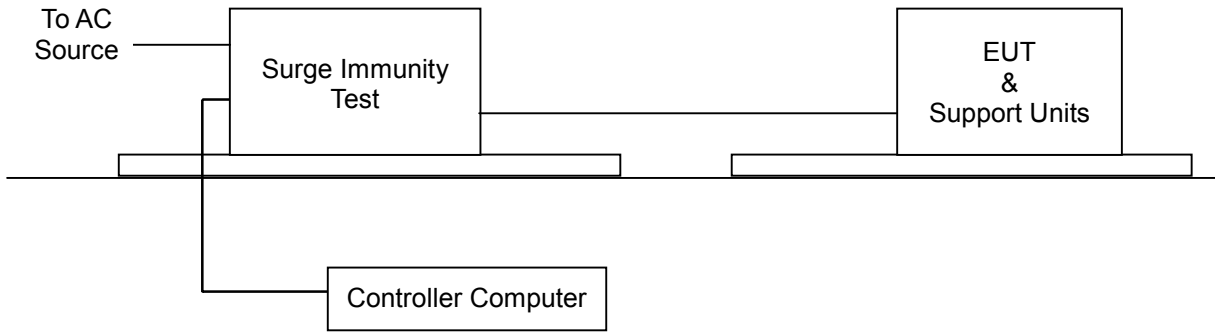 To AC
Source
Surge Immunity
Test
EUT
&
Support Units
Controller Computer